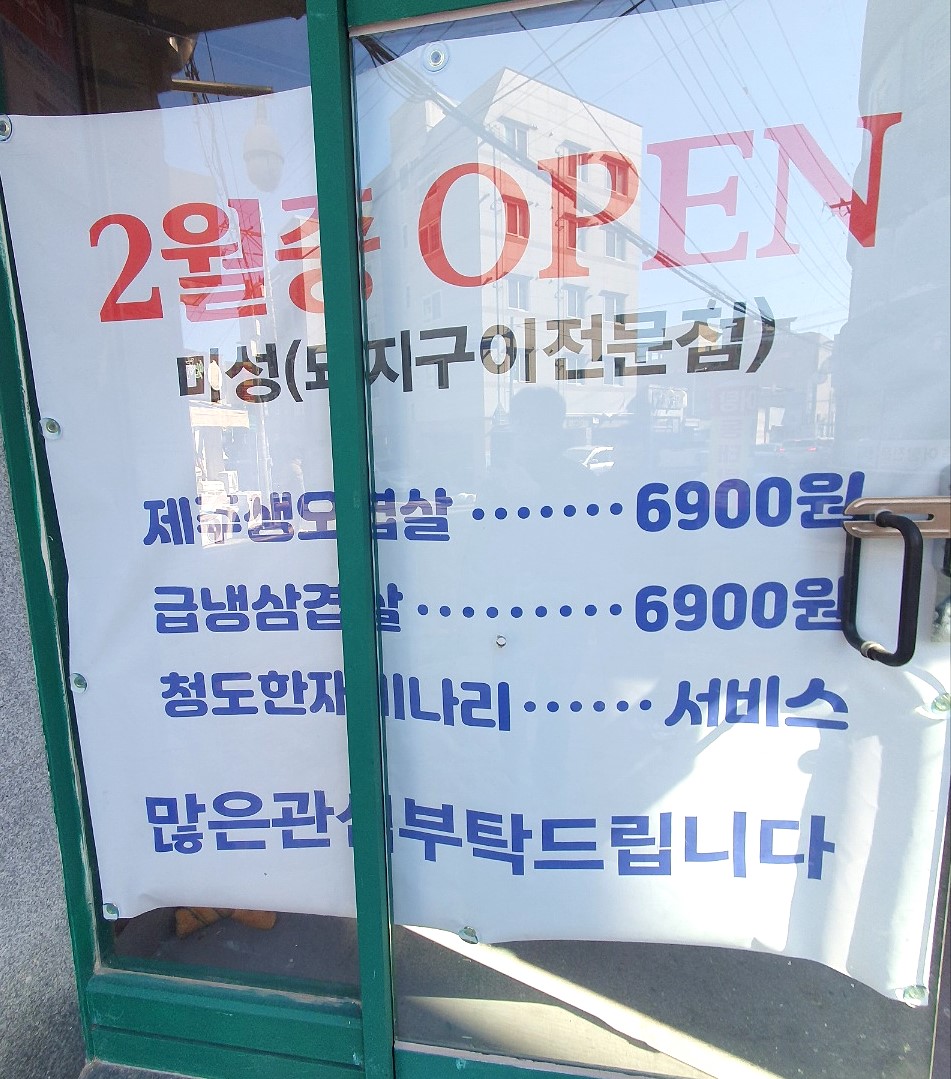 2월중 OPEN
미성(돼지구이전문점)
제주생오겹살 ······· 6900원
급냉삼겹살 ········· 6900원
청도한재미나리 ······ 서비스
많은관심부탁드립니다